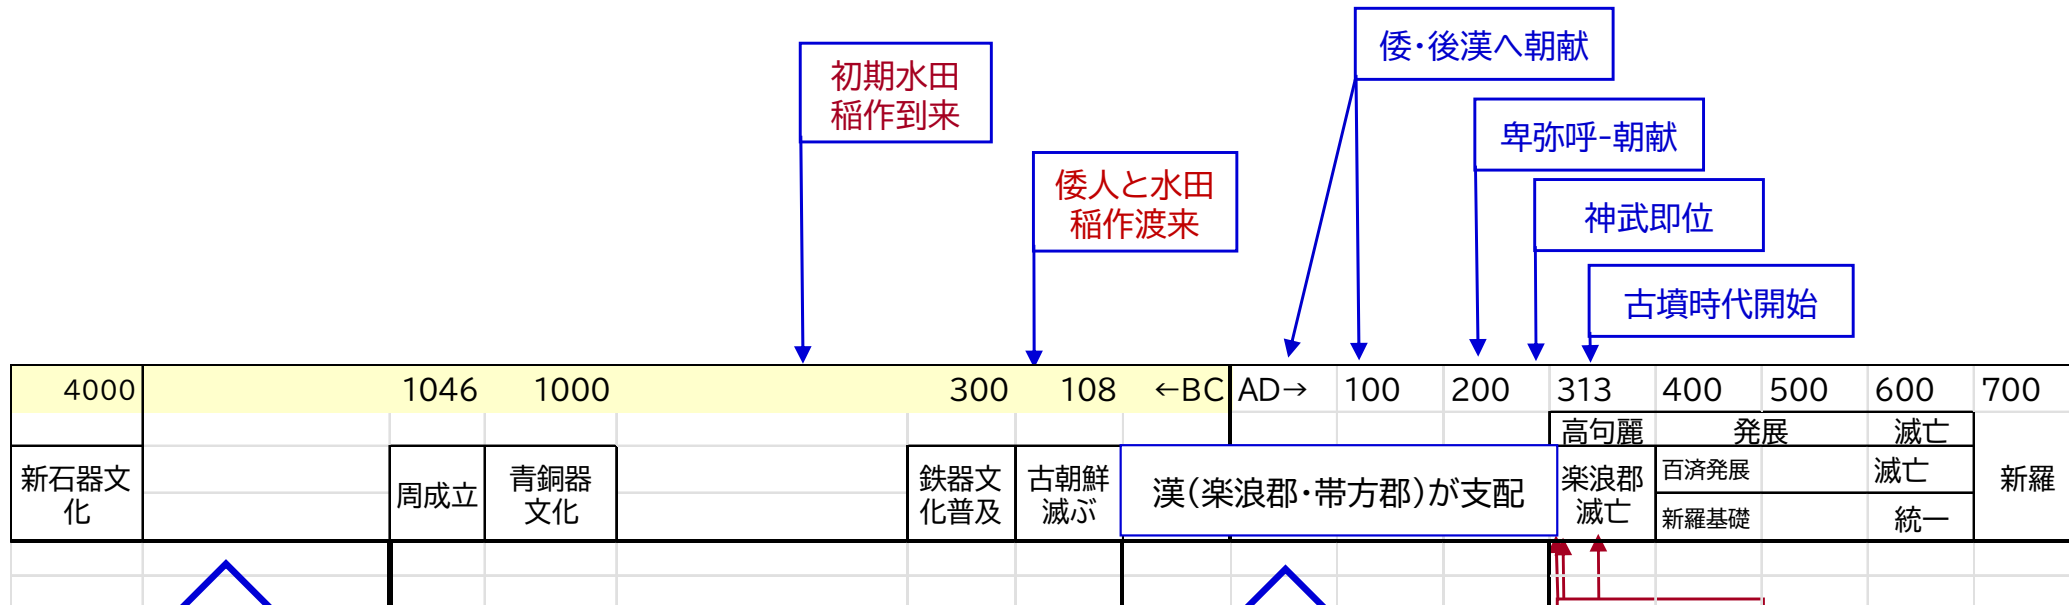 倭・後漢へ朝献
初期水田
稲作到来
卑弥呼-朝献
倭人と水田
稲作渡来
神武即位
古墳時代開始
4000 1046 1000 300 108 ←BC AD→ 100 200 313 400 500 600 700
高句麗 発展 滅亡
新石器文
化
周成立
青銅器
文化
鉄器文
化普及
古朝鮮
滅ぶ
漢（楽浪郡・帯方郡）が支配
楽浪郡
滅亡
百済発展 滅亡
新羅基礎 統一
新羅